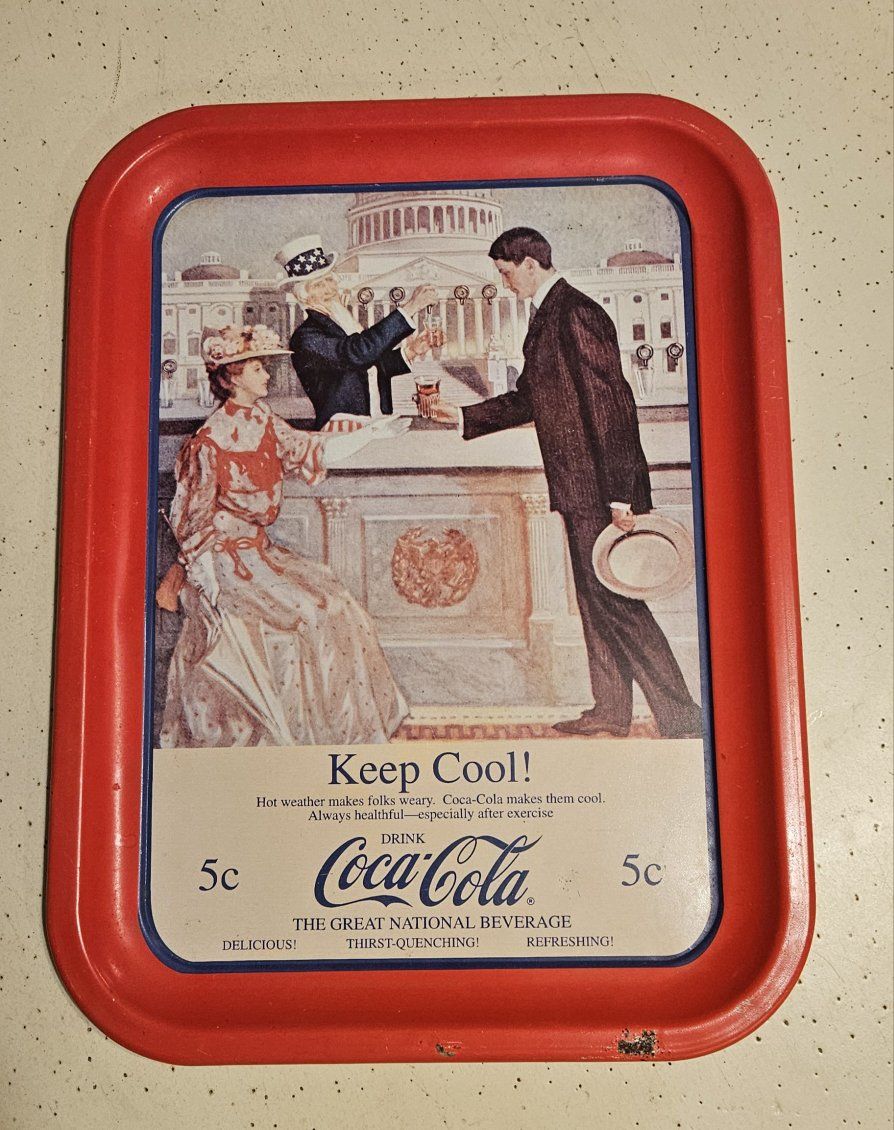 Keep Cool!
Hot weather makes folks weary. Coca-Cola makes them cool.
Always healthful—especially after exercise
DRINK
5c Coca-Cola® 5c
THE GREAT NATIONAL BEVERAGE
DELICIOUS! THIRST-QUENCHING! REFRESHING!